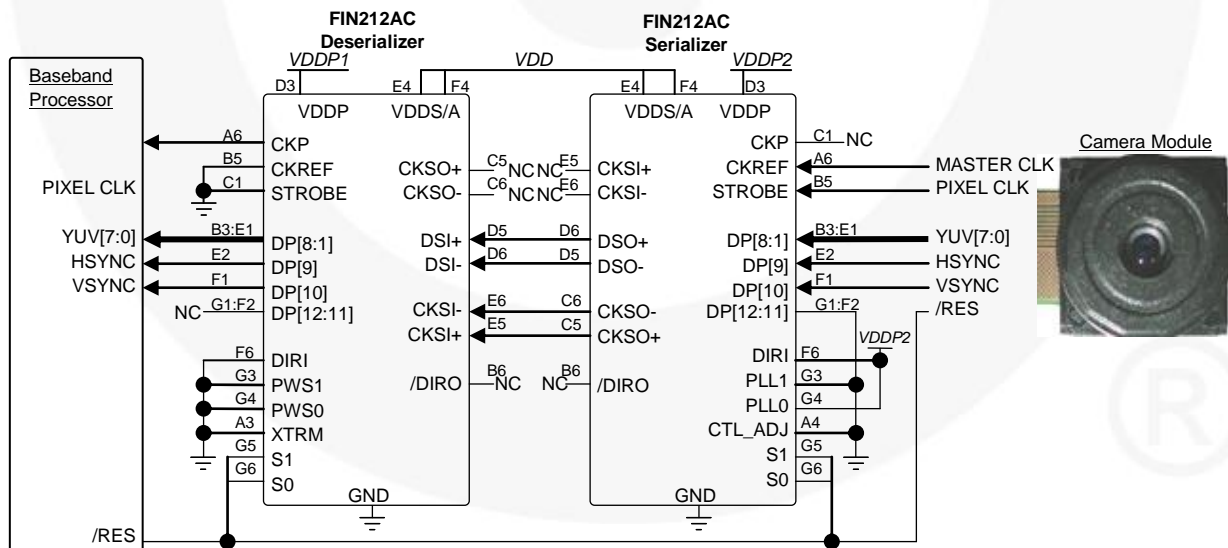 FIN212AC
Deserializer
FIN212AC
Serializer
VDDP1
VDD
VDDP2
D3
E4
F4
E4
F4
D3
Baseband
Processor
VDDP
VDDS/A
VDDS/A
VDDP
Camera Module
A6
CKP
CKP
C1
NC
B5
CKREF
CKSO+
C5
NC
NC
E5
CKSI+
CKREF
A6
MASTER CLK
PIXEL CLK
C1
STROBE
CKSO-
C6
NC
NC
E6
CKSI-
STROBE
B5
PIXEL CLK
YUV[7:0]
B3:E1
DP[8:1]
DSI+
D5
D6
DSO+
DP[8:1]
B3:E1
YUV[7:0]
HSYNC
E2
DP[9]
DSI-
D6
D5
DSO-
DP[9]
E2
HSYNC
VSYNC
F1
DP[10]
DP[10]
F1
VSYNC
NC
G1:F2
DP[12:11]
CKSI-
E6
C6
CKSO-
DP[12:11]
G1:F2
/RES
CKSI+
E5
C5
CKSO+
VDDP2
F6
DIRI
DIRI
F6
G3
PWS1
/DIRO
B6
NC
NC
B6
/DIRO
PLL1
G3
G4
PWS0
PLL0
G4
A3
XTRM
CTL_ADJ
A4
G5
S1
S1
G5
G6
S0
S0
G6
GND
GND
/RES
®